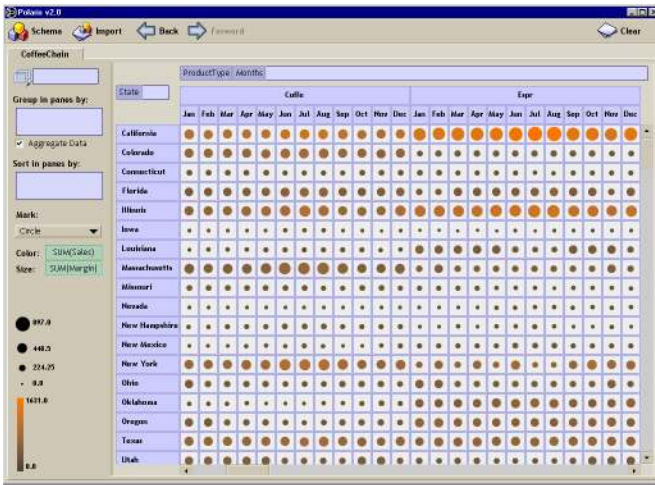 Polaris v2.0
Scheme Import Back Forward Clear
CoffeeChain
ProductType Months
State
Group in panes by:
Aggregate Data
Sort in panes by:
Mark:
Circle
Color: SUM(Sales)
Size: SUM(Margin)
897.0
448.5
224.25
0.0
1631.0
0.0
Coffe Espr
Jan Feb Mar Apr May Jun Jul Aug Sep Oct Nov Dec Jan Feb Mar Apr May Jun Jul Aug Sep Oct Nov Dec
California
Colorado
Connecticut
Florida
Illinois
Iowa
Louisiana
Massachusetts
Missouri
Nevada
New Hampshire
New Mexico
New York
Ohio
Oklahoma
Oregon
Texas
Utah